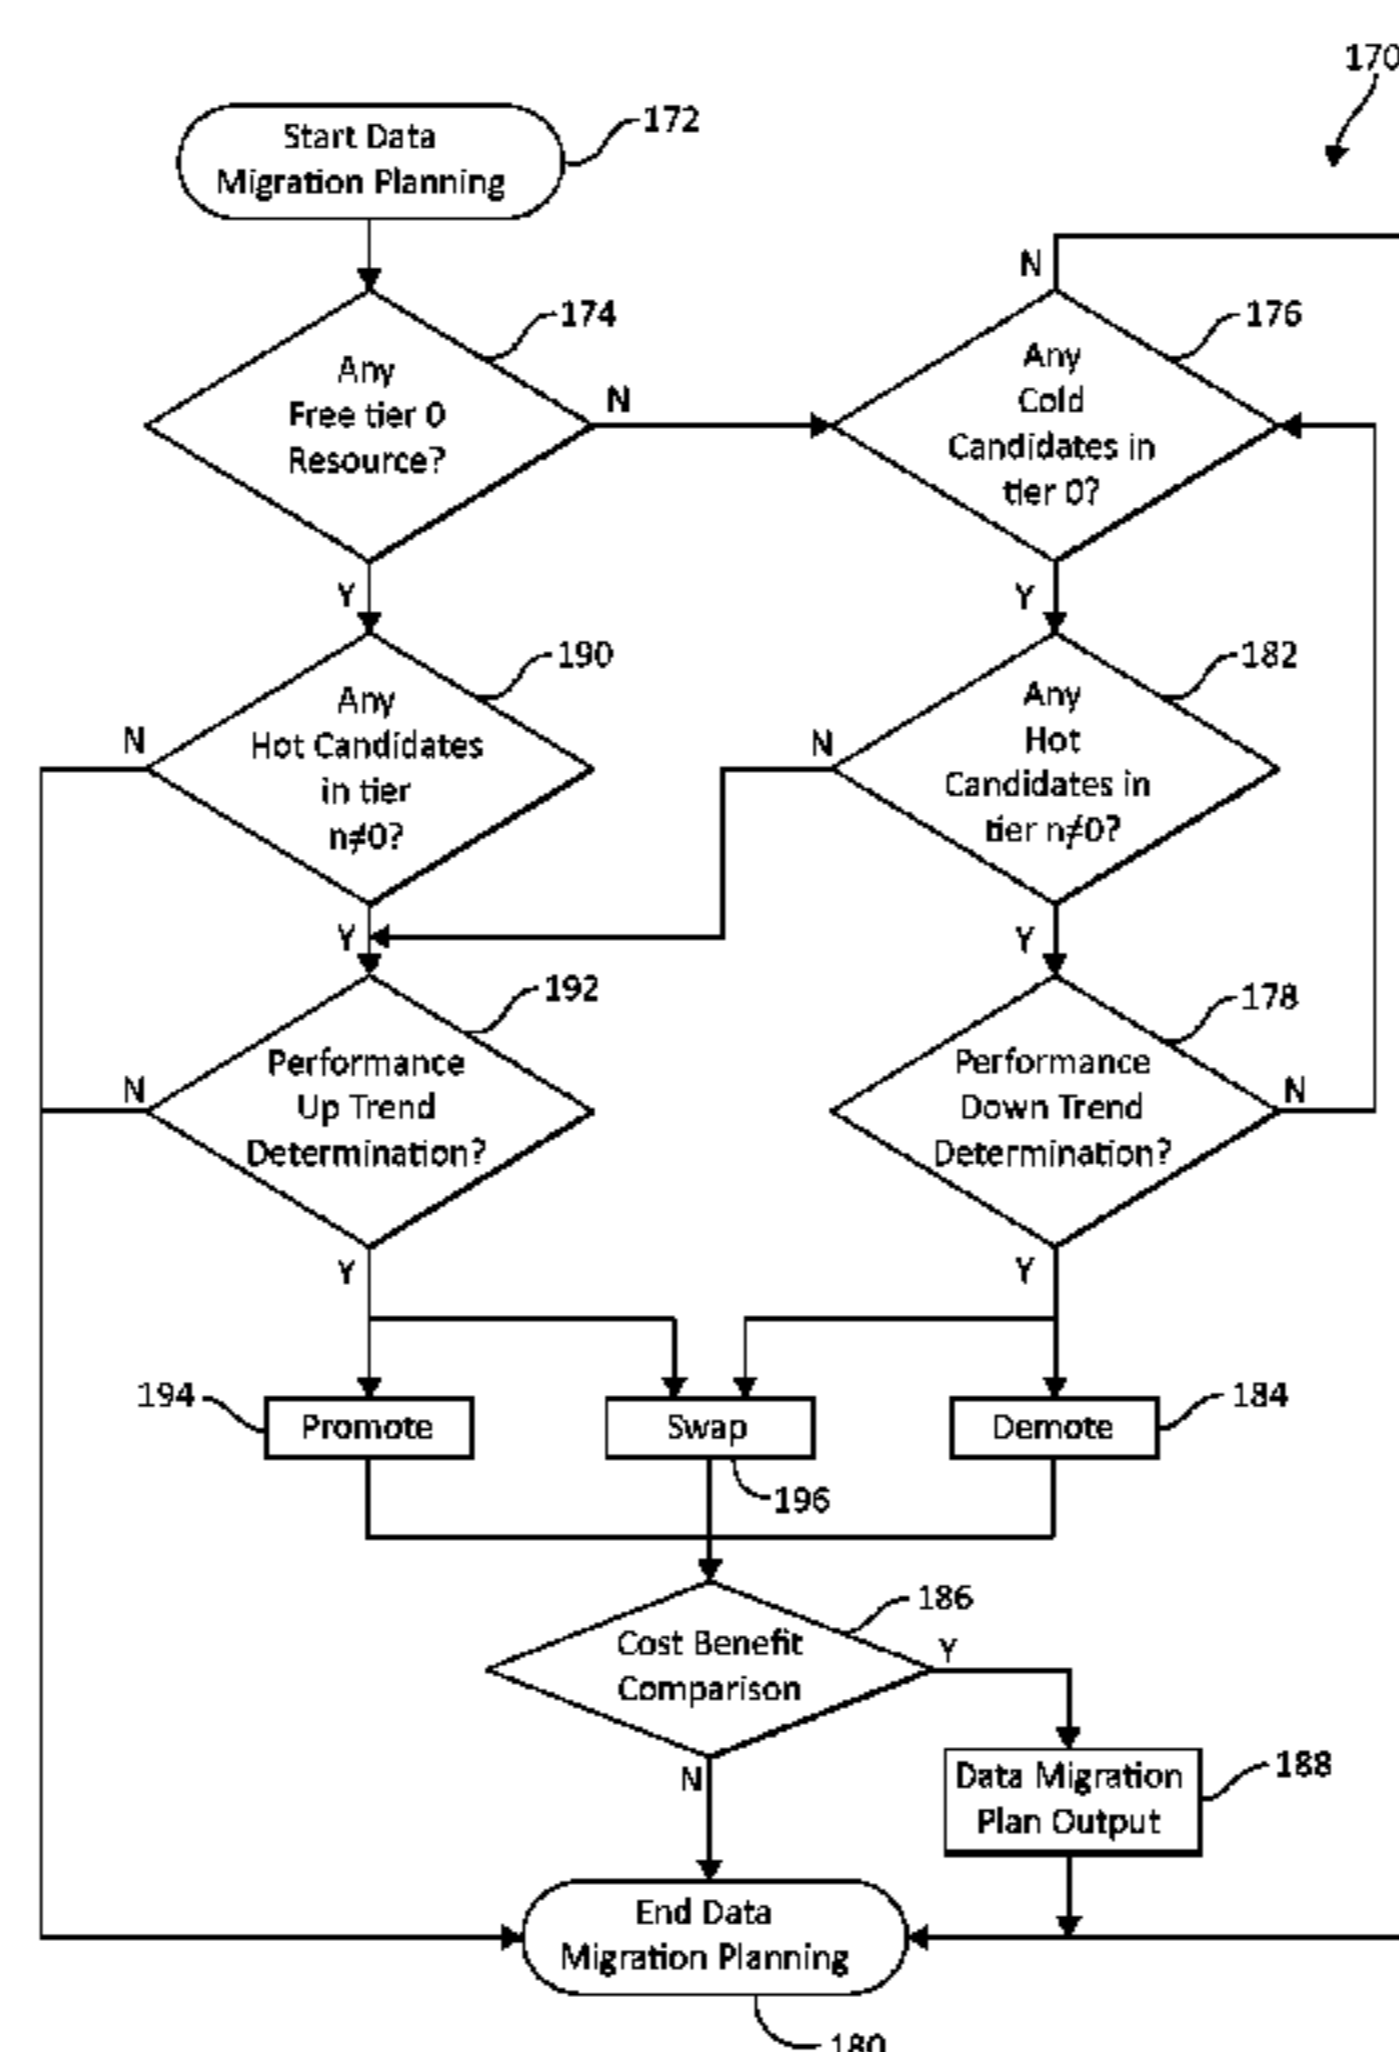 170
Start Data
Migration Planning
172
N
174
176
Any
Free tier 0
Resource?
N
Any
Cold
Candidates in
tier 0?
Y
Y
190
182
Any
Hot Candidates
in tier
n≠0?
N
Any
Hot
Candidates in
tier n≠0?
N
Y
Y
192
178
Performance
Up Trend
Determination?
N
Performance
Down Trend
Determination?
N
Y
Y
194
Promote
Swap
Demote
184
196
186
Cost Benefit
Comparison
Y
N
Data Migration
Plan Output
188
End Data
Migration Planning
180